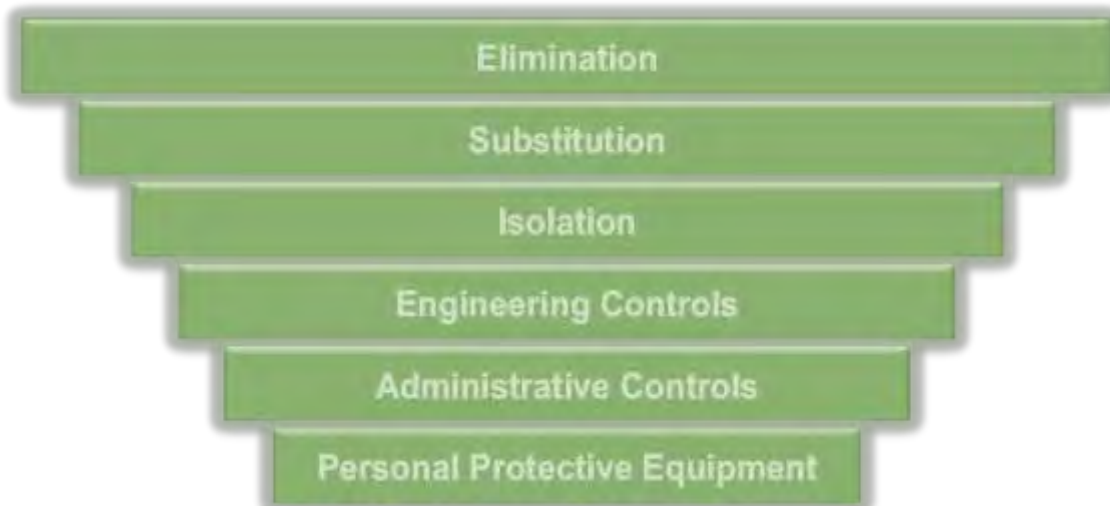 Elimination
Substitution
Isolation
Engineering Controls
Administrative Controls
Personal Protective Equipment